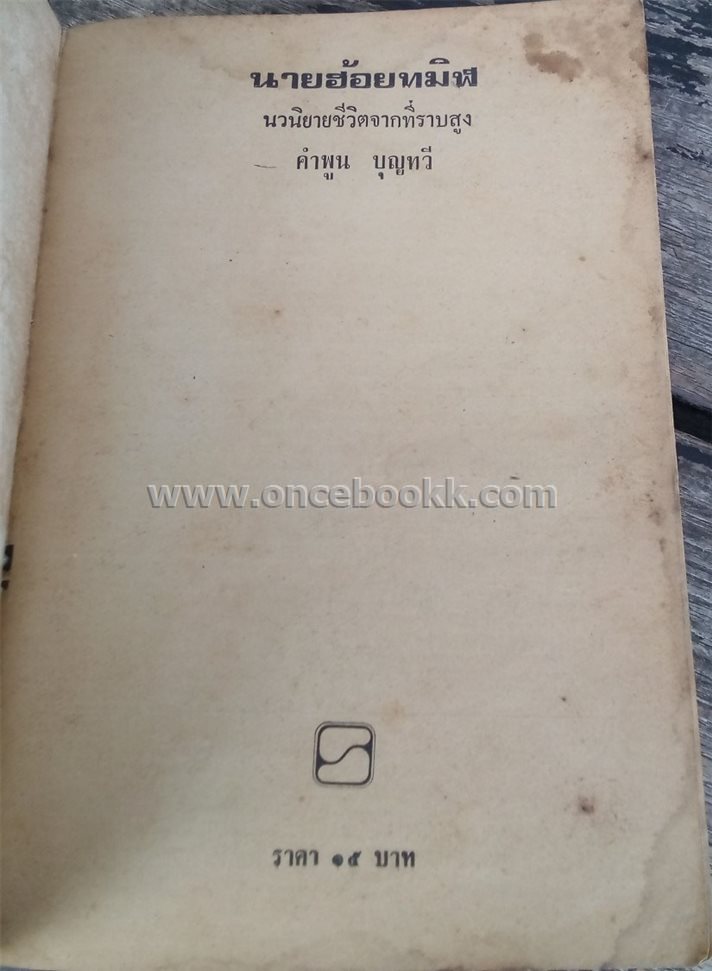 นายฮ้อยทมิฬ
นวนิยายชีวิตจากที่ราบสูง
คำพูน บุญทวี
www.oncebookk.com
ราคา ๑๕ บาท